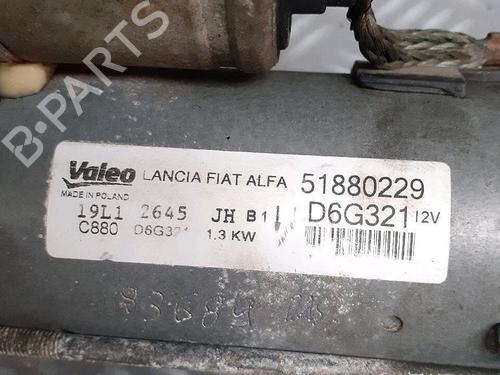 B-PARTS
Valeo LANCIA FIAT ALFA 51880229
MADE IN POLAND
19L1 2645 JH B1 D6G321 12V
C880 D6G321 1.3 KW